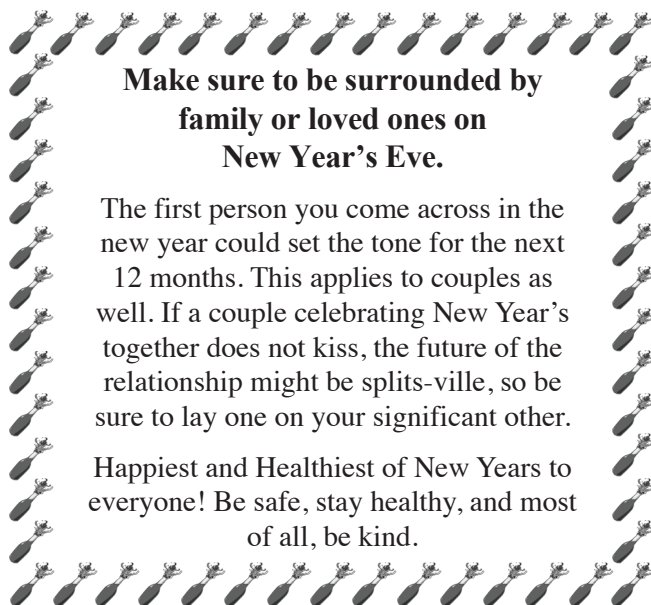 Make sure to be surrounded by
family or loved ones on
New Year’s Eve.
The first person you come across in the
new year could set the tone for the next
12 months. This applies to couples as
well. If a couple celebrating New Year’s
together does not kiss, the future of the
relationship might be splits-ville, so be
sure to lay one on your significant other.
Happiest and Healthiest of New Years to
everyone! Be safe, stay healthy, and most
of all, be kind.